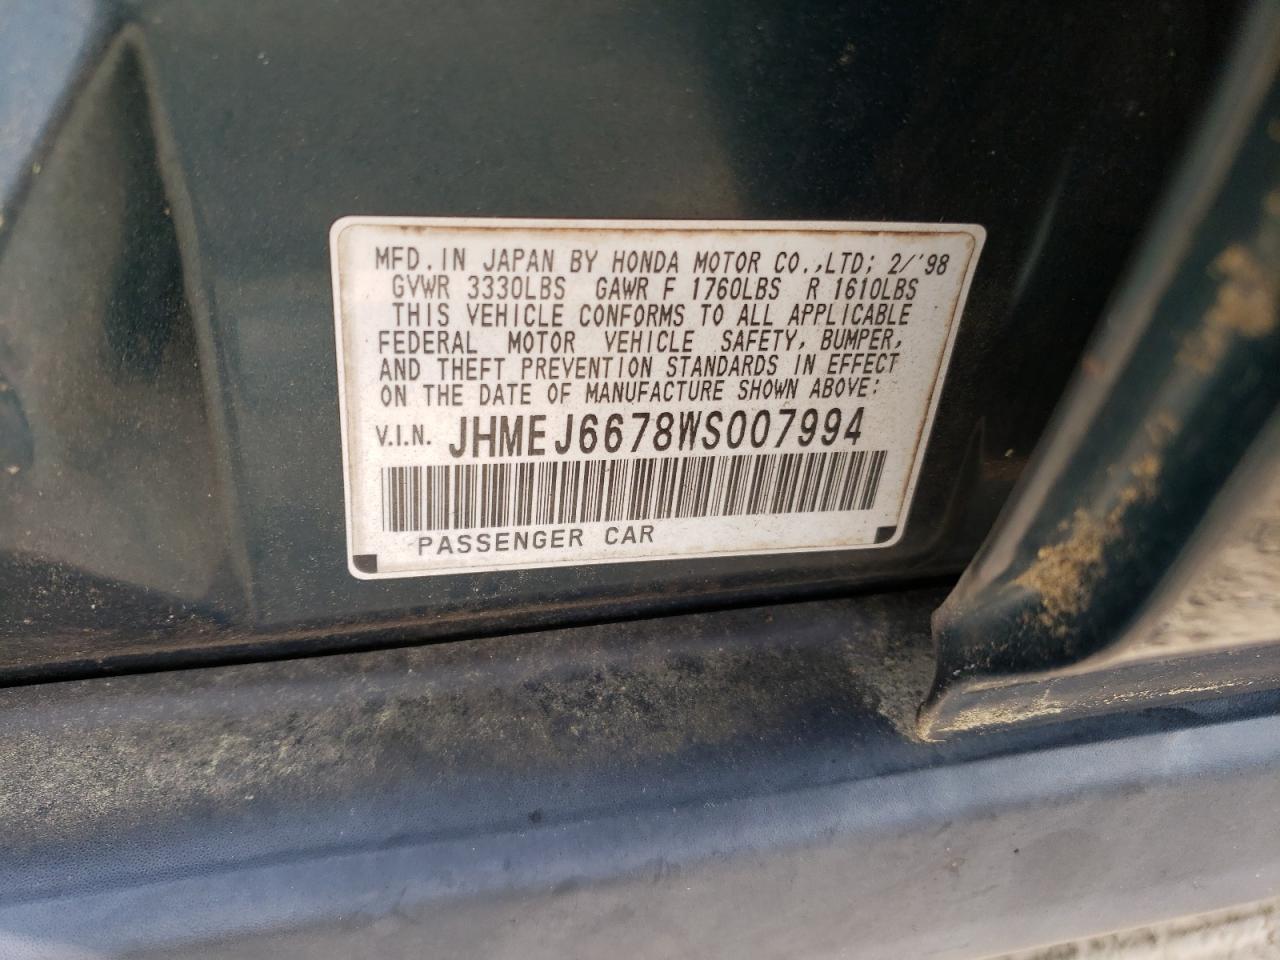 MFD. IN JAPAN BY HONDA MOTOR CO.,LTD; 2/'98
GVWR 3330LBS GAWR F 1760LBS R 1610LBS
THIS VEHICLE CONFORMS TO ALL APPLICABLE
FEDERAL MOTOR VEHICLE SAFETY, BUMPER,
AND THEFT PREVENTION STANDARDS IN EFFECT
ON THE DATE OF MANUFACTURE SHOWN ABOVE;
V.I.N. JHMEJ6678WS007994
PASSENGER CAR